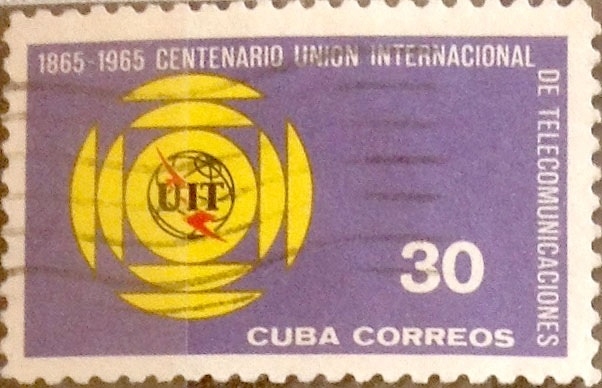 1865-1965 CENTENARIO UNION INTERNACIONAL
DE TELECOMUNICACIONES
UIT
30
CUBA CORREOS